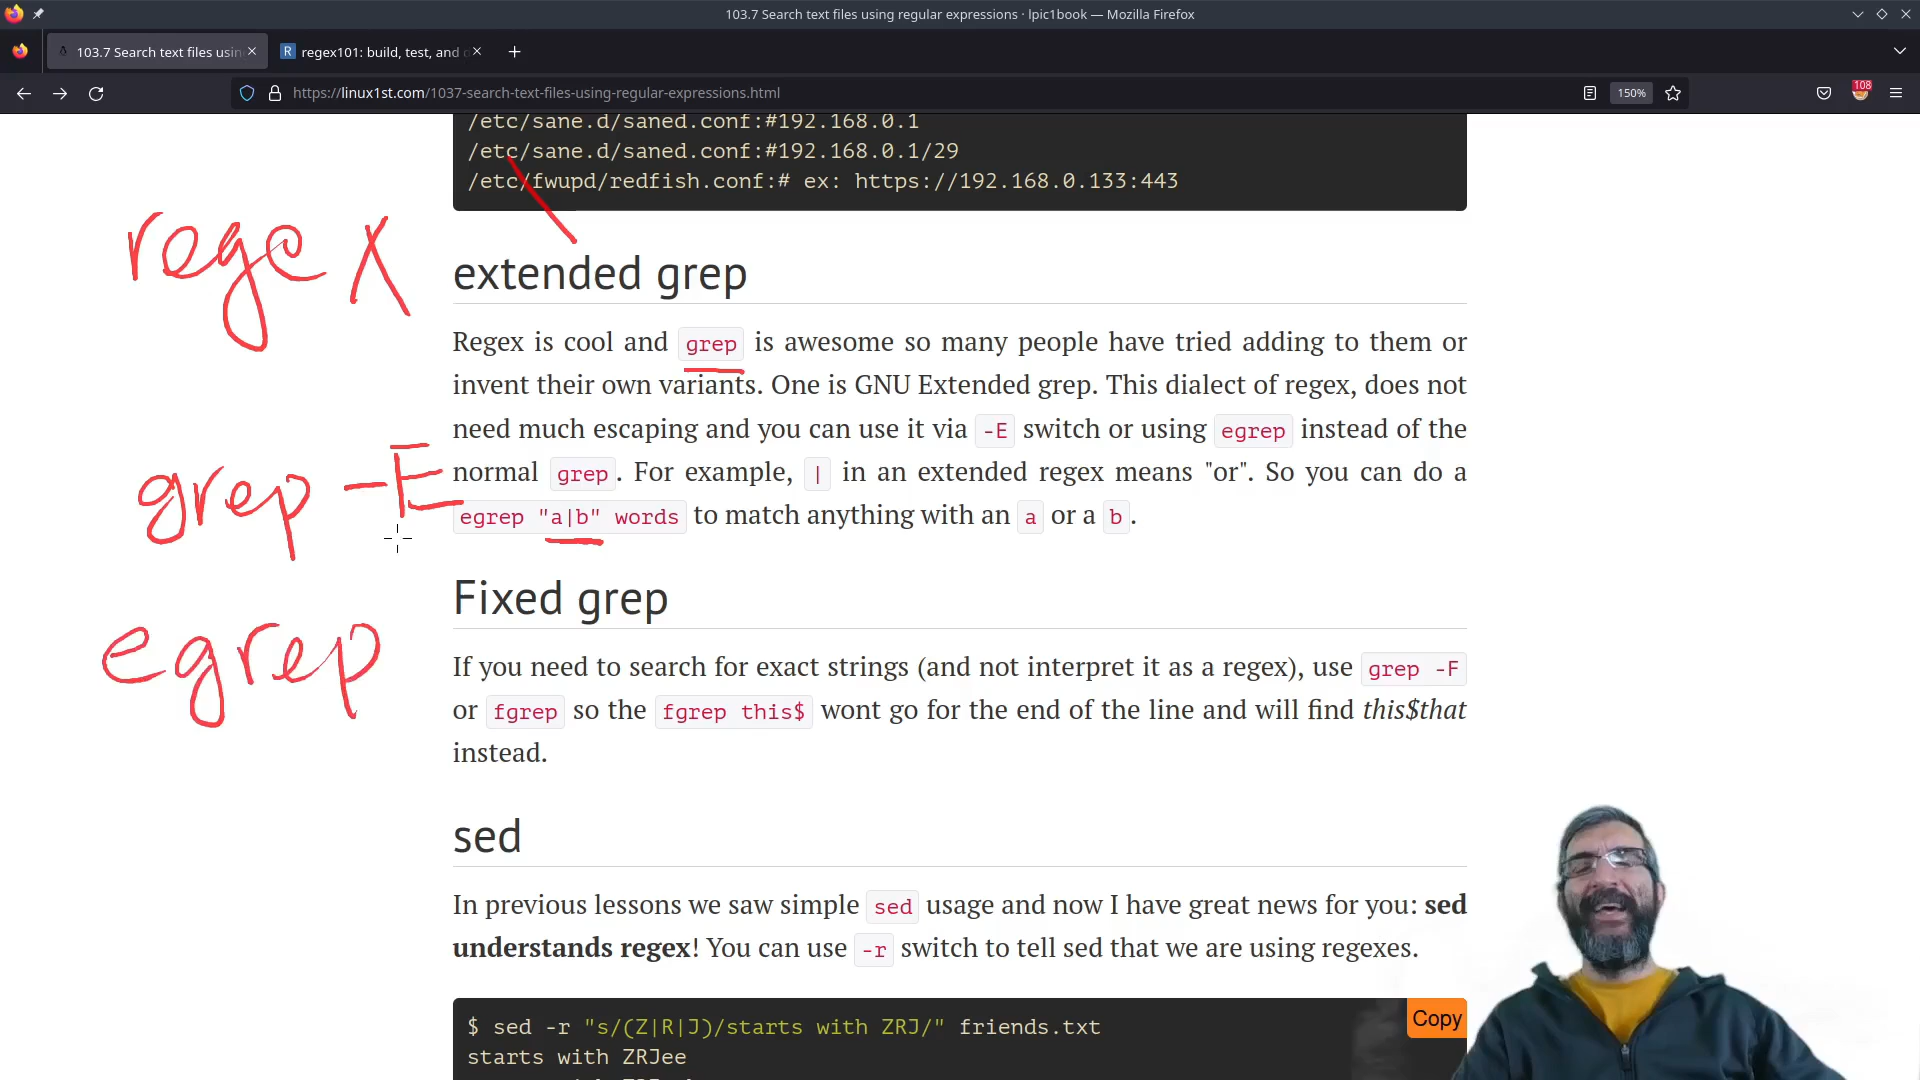 103.7 Search text files using regular expressions · lpic1book — Mozilla Firefox
103.7 Search text files usin
regex101: build, test, and d
https://linux1st.com/1037-search-text-files-using-regular-expressions.html
150%
108
/etc/sane.d/saned.conf:#192.168.0.1
/etc/sane.d/saned.conf:#192.168.0.1/29
/etc/fwupd/redfish.conf:# ex: https://192.168.0.133:443
rege X
extended grep
Regex is cool and grep is awesome so many people have tried adding to them or
invent their own variants. One is GNU Extended grep. This dialect of regex, does not
need much escaping and you can use it via -E switch or using egrep instead of the
normal grep. For example, | in an extended regex means "or". So you can do a
egrep "a|b" words to match anything with an a or a b.
grep -E
egrep
Fixed grep
If you need to search for exact strings (and not interpret it as a regex), use grep -F
or fgrep so the fgrep this$ wont go for the end of the line and will find this$that
instead.
sed
In previous lessons we saw simple sed usage and now I have great news for you: sed
understands regex! You can use -r switch to tell sed that we are using regexes.
Copy
$ sed -r "s/(Z|R|J)/starts with ZRJ/" friends.txt
starts with ZRJee